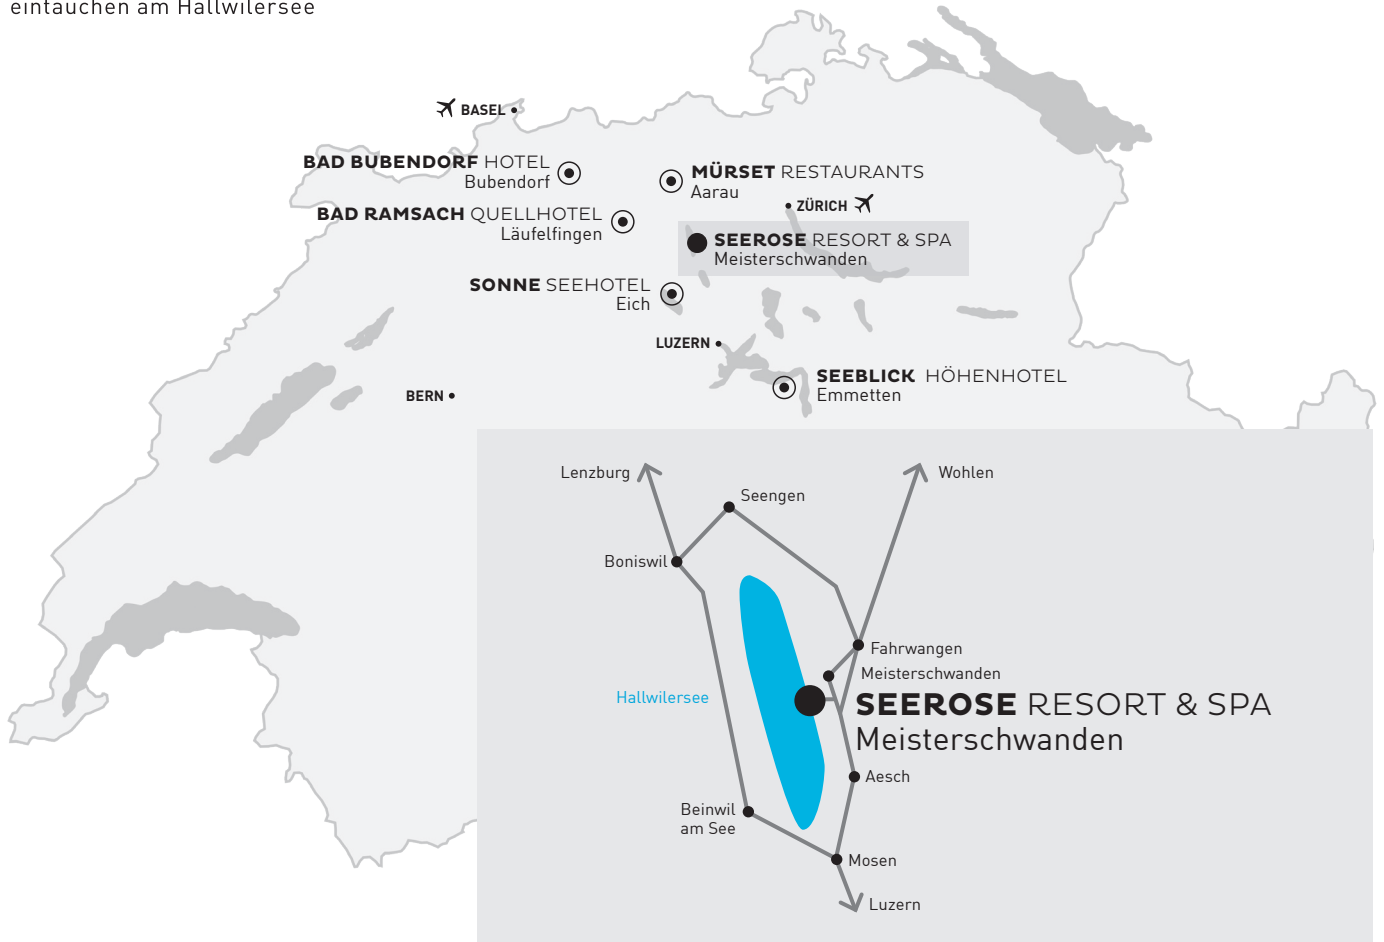 eintauchen am Hallwilersee
BASEL
BAD BUBENDORF HOTEL
Bubendorf
MÜRSET RESTAURANTS
Aarau
ZÜRICH
BAD RAMSACH QUELLHOTEL
Läufelfingen
SEEROSE RESORT & SPA
Meisterschwanden
SONNE SEEHOTEL
Eich
LUZERN
SEEBLICK HÖHENHOTEL
Emmetten
BERN
Lenzburg
Wohlen
Seengen
Boniswil
Fahrwangen
Meisterschwanden
Hallwilersee
SEEROSE RESORT & SPA
Meisterschwanden
Aesch
Beinwil
am See
Mosen
Luzern